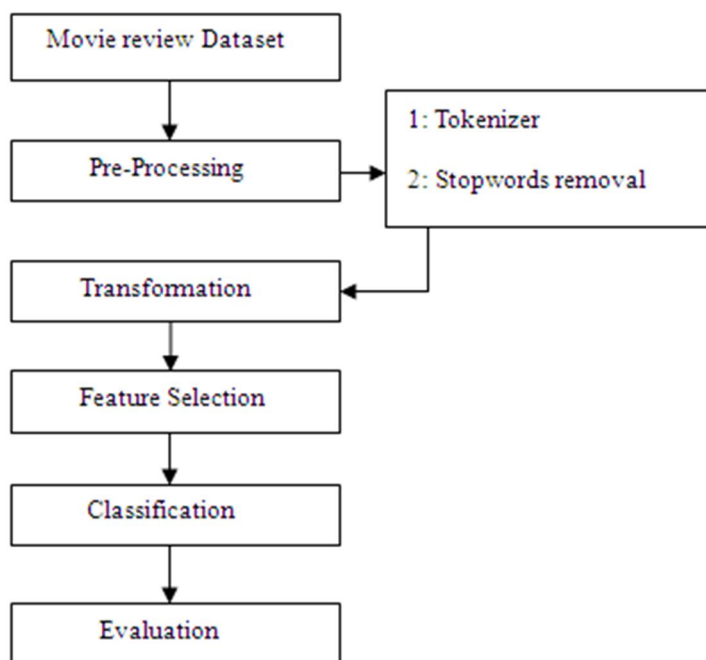 Movie review Dataset
Pre-Processing
1: Tokenizer
2: Stopwords removal
Transformation
Feature Selection
Classification
Evaluation